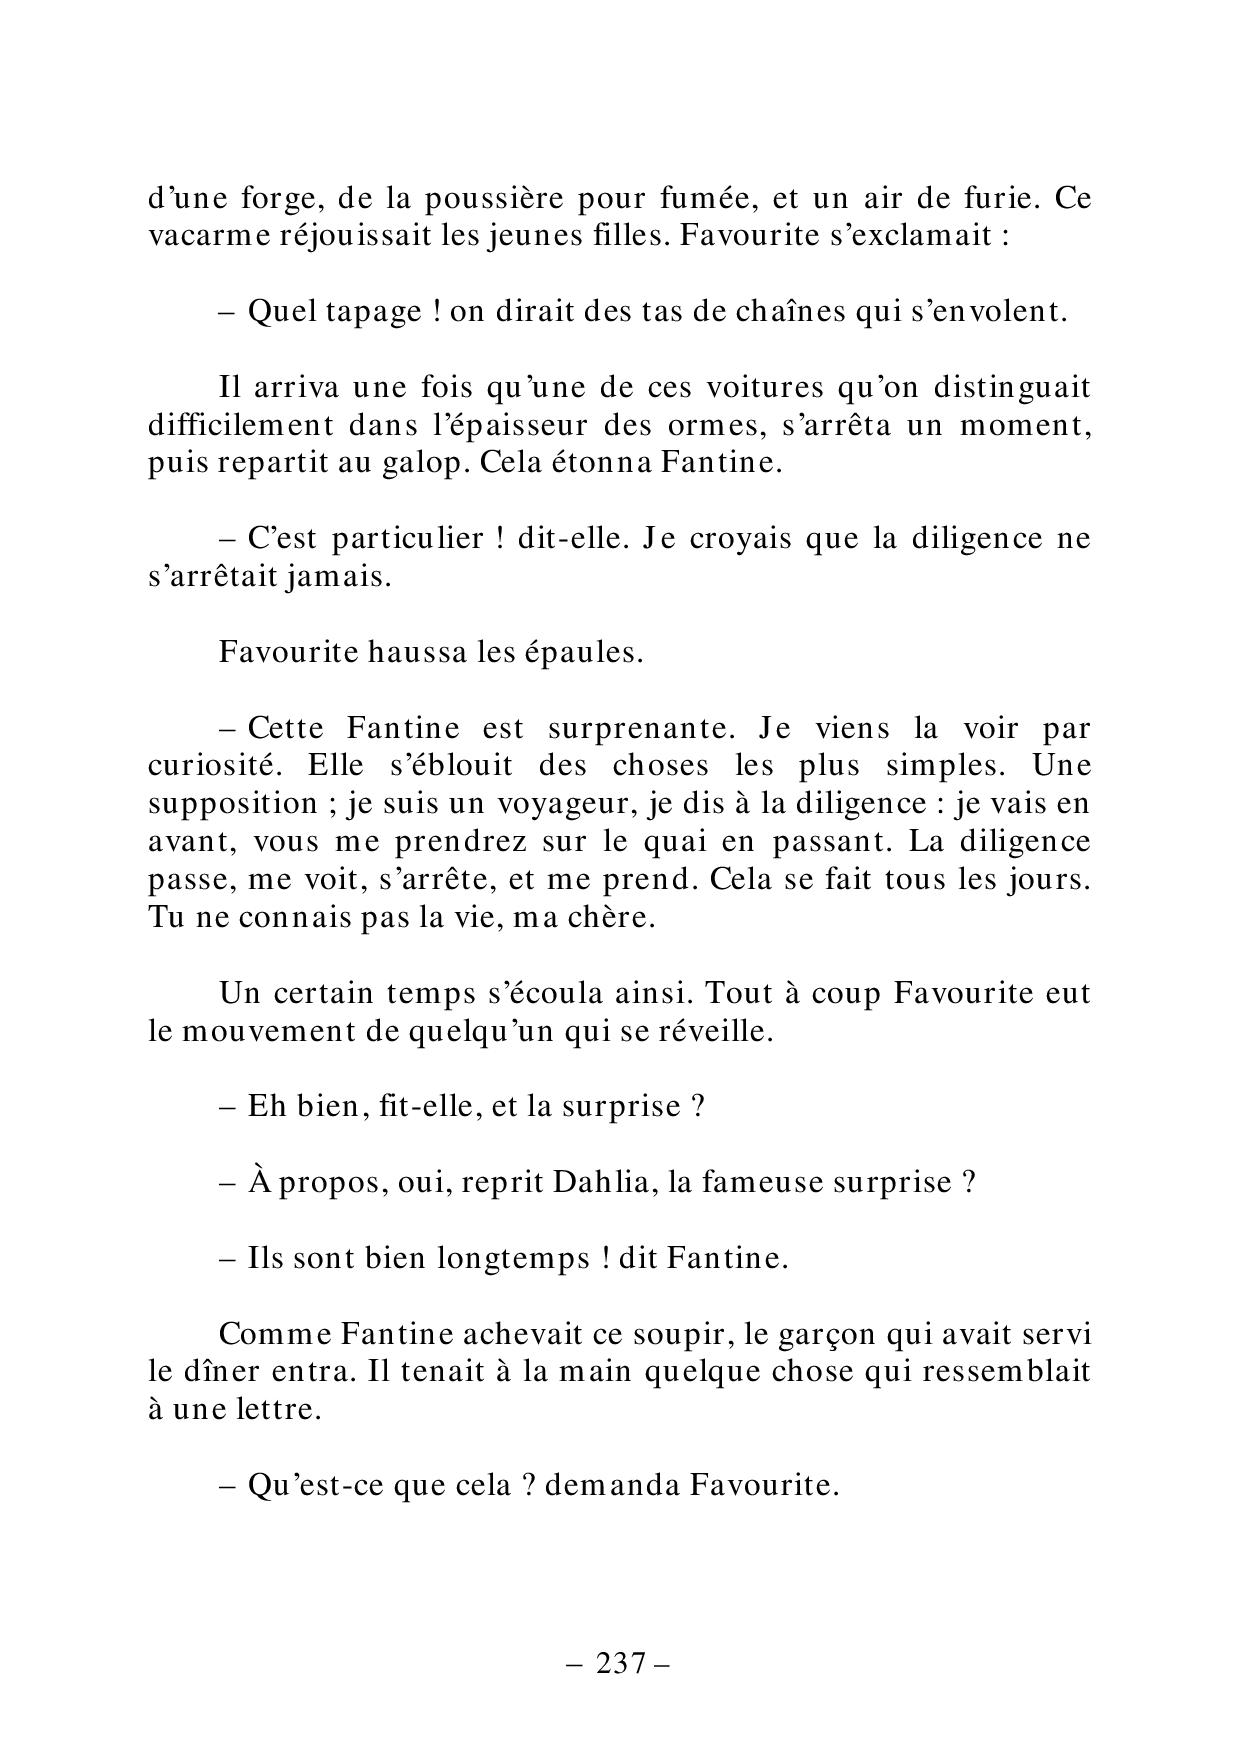 d’une forge, de la poussière pour fumée, et un air de furie. Ce
vacarme réjouissait les jeunes filles. Favourite s’exclamait :
– Quel tapage ! on dirait des tas de chaînes qui s’envolent.
Il arriva une fois qu’une de ces voitures qu’on distinguait
difficilement dans l’épaisseur des ormes, s’arrêta un moment,
puis repartit au galop. Cela étonna Fantine.
– C’est particulier ! dit-elle. Je croyais que la diligence ne
s’arrêtait jamais.
Favourite haussa les épaules.
– Cette Fantine est surprenante. Je viens la voir par
curiosité. Elle s’éblouit des choses les plus simples. Une
supposition ; je suis un voyageur, je dis à la diligence : je vais en
avant, vous me prendrez sur le quai en passant. La diligence
passe, me voit, s’arrête, et me prend. Cela se fait tous les jours.
Tu ne connais pas la vie, ma chère.
Un certain temps s’écoula ainsi. Tout à coup Favourite eut
le mouvement de quelqu’un qui se réveille.
– Eh bien, fit-elle, et la surprise ?
– À propos, oui, reprit Dahlia, la fameuse surprise ?
– Ils sont bien longtemps ! dit Fantine.
Comme Fantine achevait ce soupir, le garçon qui avait servi
le dîner entra. Il tenait à la main quelque chose qui ressemblait
à une lettre.
– Qu’est-ce que cela ? demanda Favourite.
– 237 –